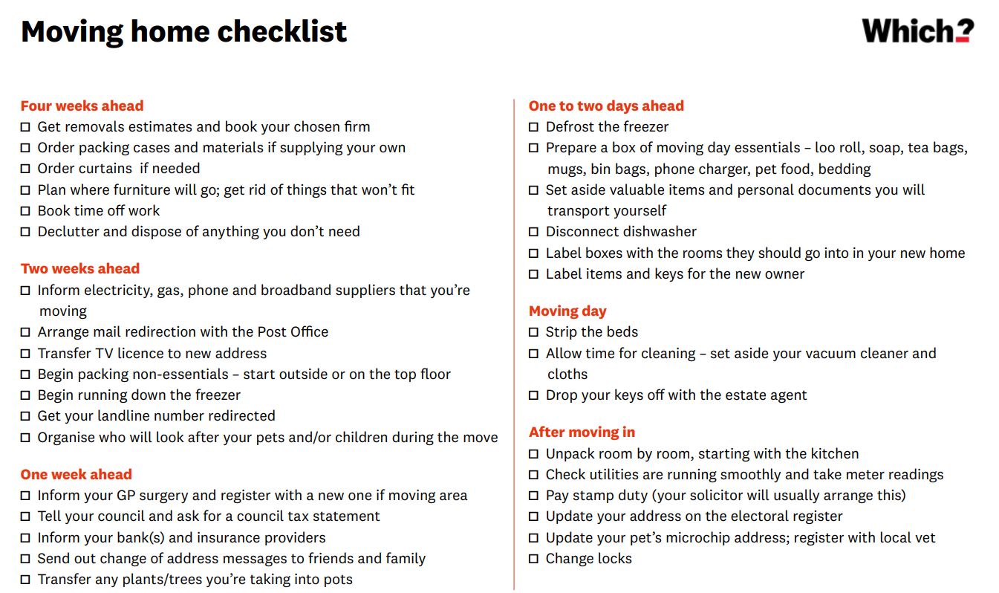 Moving home checklist
Which?
Four weeks ahead
Get removals estimates and book your chosen firm
Order packing cases and materials if supplying your own
Order curtains  if needed
Plan where furniture will go; get rid of things that won’t fit
Book time off work
Declutter and dispose of anything you don’t need
Two weeks ahead
Inform electricity, gas, phone and broadband suppliers that you’re
moving
Arrange mail redirection with the Post Office
Transfer TV licence to new address
Begin packing non-essentials – start outside or on the top floor
Begin running down the freezer
Get your landline number redirected
Organise who will look after your pets and/or children during the move
One week ahead
Inform your GP surgery and register with a new one if moving area
Tell your council and ask for a council tax statement
Inform your bank(s) and insurance providers
Send out change of address messages to friends and family
Transfer any plants/trees you’re taking into pots
One to two days ahead
Defrost the freezer
Prepare a box of moving day essentials – loo roll, soap, tea bags,
mugs, bin bags, phone charger, pet food, bedding
Set aside valuable items and personal documents you will
transport yourself
Disconnect dishwasher
Label boxes with the rooms they should go into in your new home
Label items and keys for the new owner
Moving day
Strip the beds
Allow time for cleaning – set aside your vacuum cleaner and
cloths
Drop your keys off with the estate agent
After moving in
Unpack room by room, starting with the kitchen
Check utilities are running smoothly and take meter readings
Pay stamp duty (your solicitor will usually arrange this)
Update your address on the electoral register
Update your pet’s microchip address; register with local vet
Change locks